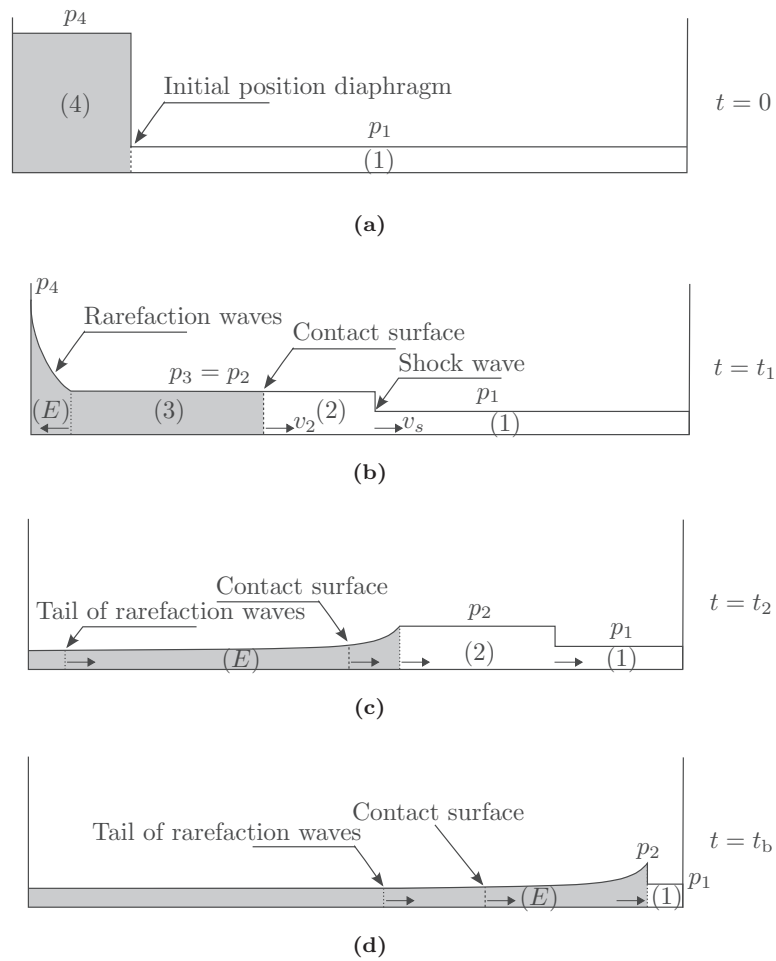 p₄
(4)
Initial position diaphragm
p₁
(1)
t = 0
(a)
p₄
Rarefaction waves
Contact surface
p₃ = p₂
Shock wave
p₁
t = t₁
(E)
(3)
(2)
v₂
vₛ
(1)
(b)
Contact surface
Tail of rarefaction waves
p₂
p₁
t = t₂
(E)
(2)
(1)
(c)
Contact surface
Tail of rarefaction waves
p₂
p₁
t = t_b
(E)
(1)
(d)